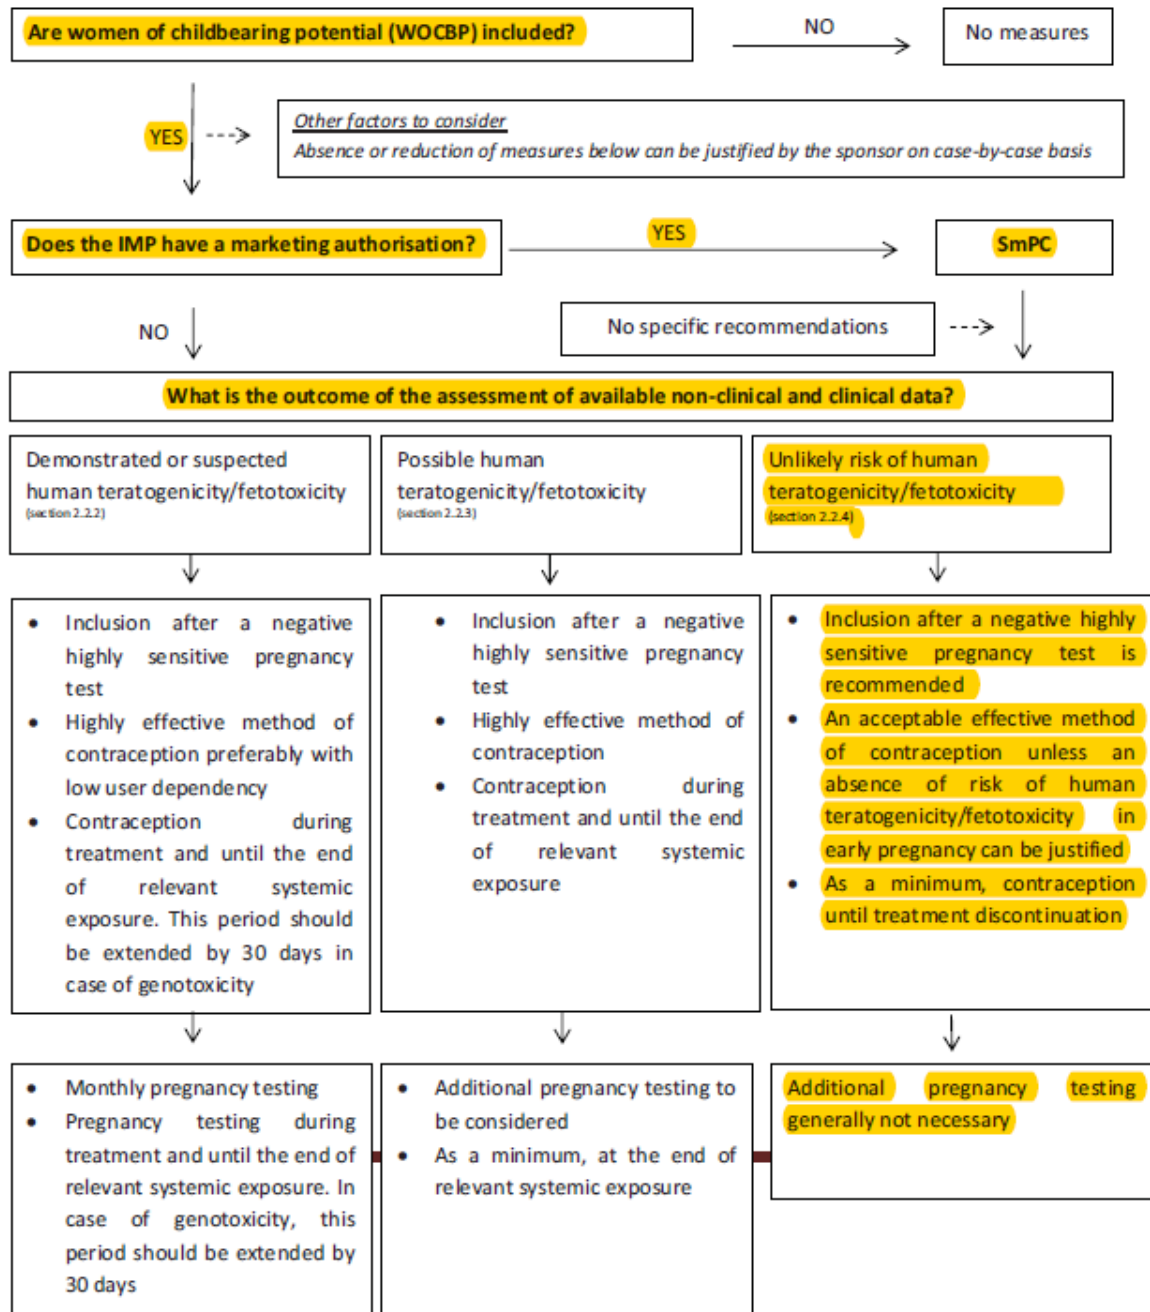 Are women of childbearing potential (WOCBP) included?
NO
No measures
YES
Other factors to consider
Absence or reduction of measures below can be justified by the sponsor on case-by-case basis
Does the IMP have a marketing authorisation?
YES
SmPC
NO
No specific recommendations
What is the outcome of the assessment of available non-clinical and clinical data?
Demonstrated or suspected
human teratogenicity/fetotoxicity
(section 2.2.2)
Possible human
teratogenicity/fetotoxicity
(section 2.2.3)
Unlikely risk of human
teratogenicity/fetotoxicity
(section 2.2.4)
• Inclusion after a negative
highly sensitive pregnancy
test
• Highly effective method of
contraception preferably with
low user dependency
• Contraception during
treatment and until the end
of relevant systemic
exposure. This period should
be extended by 30 days in
case of genotoxicity
• Inclusion after a negative
highly sensitive pregnancy
test
• Highly effective method of
contraception
• Contraception during
treatment and until the end
of relevant systemic
exposure
• Inclusion after a negative highly
sensitive pregnancy test is
recommended
• An acceptable effective method
of contraception unless an
absence of risk of human
teratogenicity/fetotoxicity in
early pregnancy can be justified
• As a minimum, contraception
until treatment discontinuation
• Monthly pregnancy testing
• Pregnancy testing during
treatment and until the end of
relevant systemic exposure. In
case of genotoxicity, this
period should be extended by
30 days
• Additional pregnancy testing to
be considered
• As a minimum, at the end of
relevant systemic exposure
Additional pregnancy testing
generally not necessary